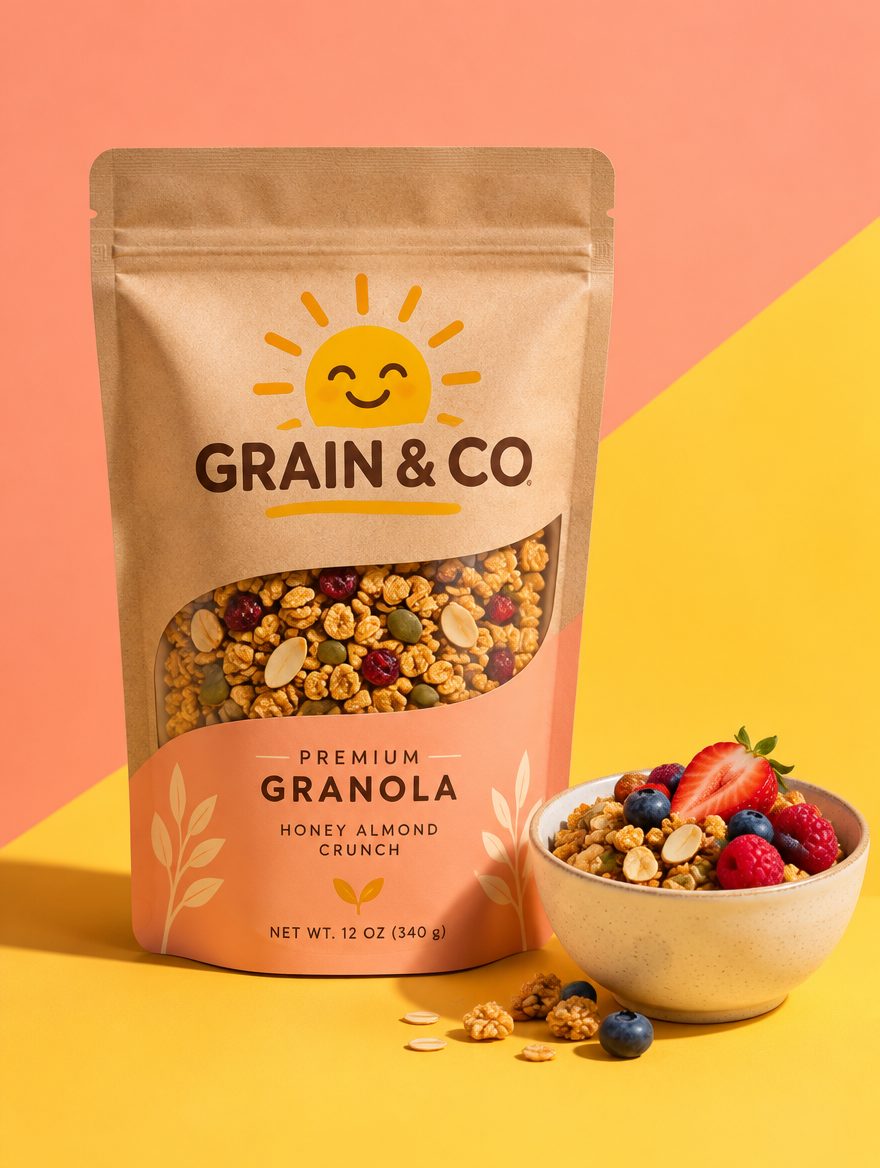 GRAIN & CO.
PREMIUM
GRANOLA
HONEY ALMOND
CRUNCH
NET WT. 12 OZ (340 g)